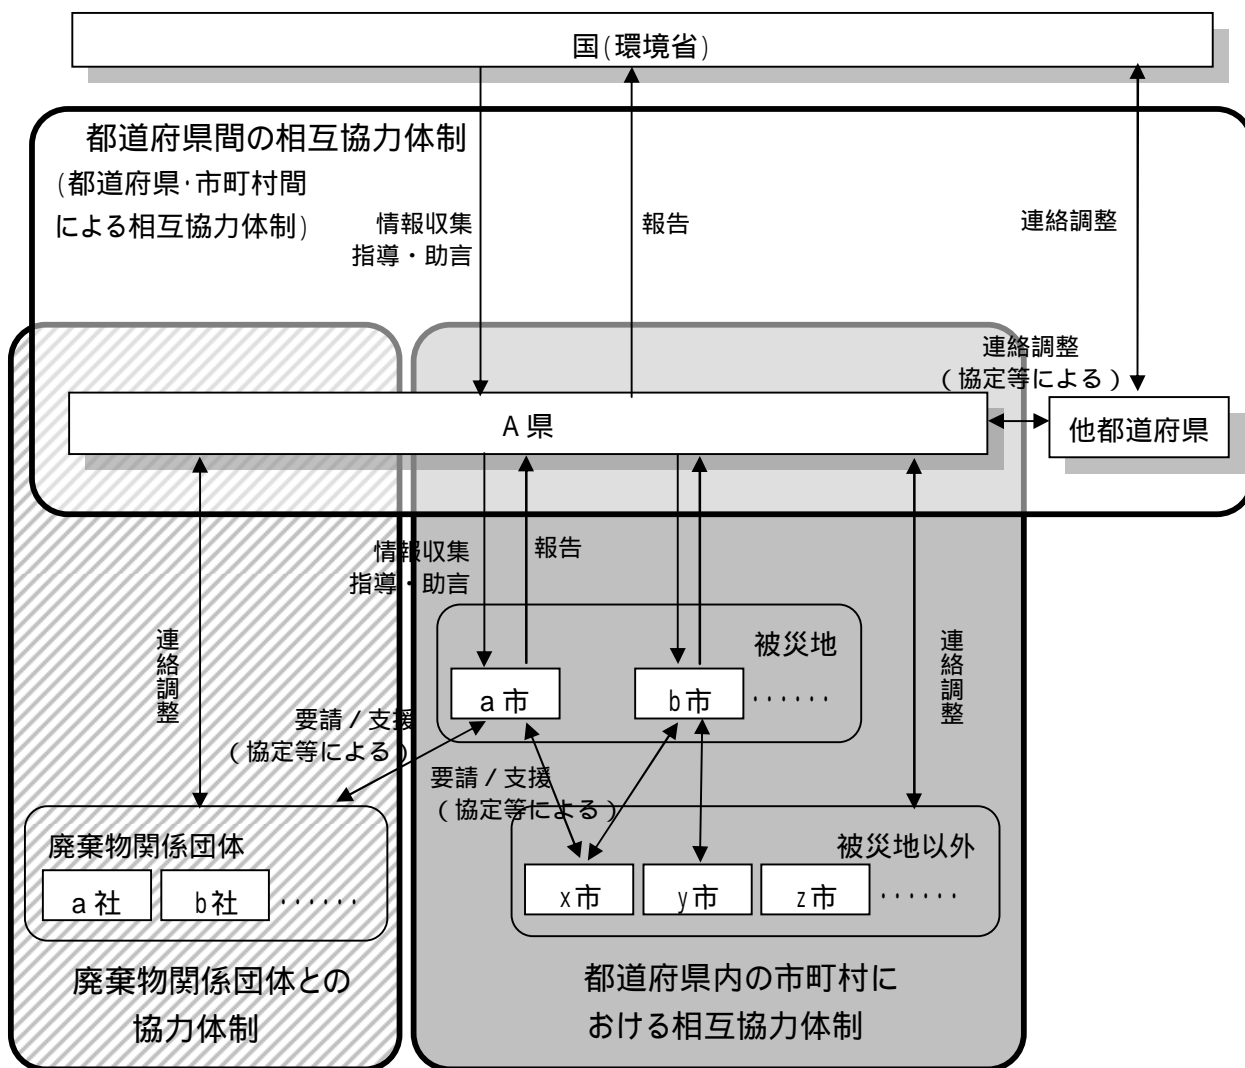 国(環境省)
都道府県間の相互協力体制
(都道府県・市町村間
による相互協力体制)
情報収集
指導・助言
報告
連絡調整
連絡調整
(協定等による)
A県
他都道府県
情報収集
指導・助言
報告
連絡調整
連絡調整
被災地
a市
b市
······
要請/支援
(協定等による)
要請/支援
(協定等による)
廃棄物関係団体
a社
b社
······
被災地以外
x市
y市
z市
······
廃棄物関係団体との
協力体制
都道府県内の市町村に
おける相互協力体制